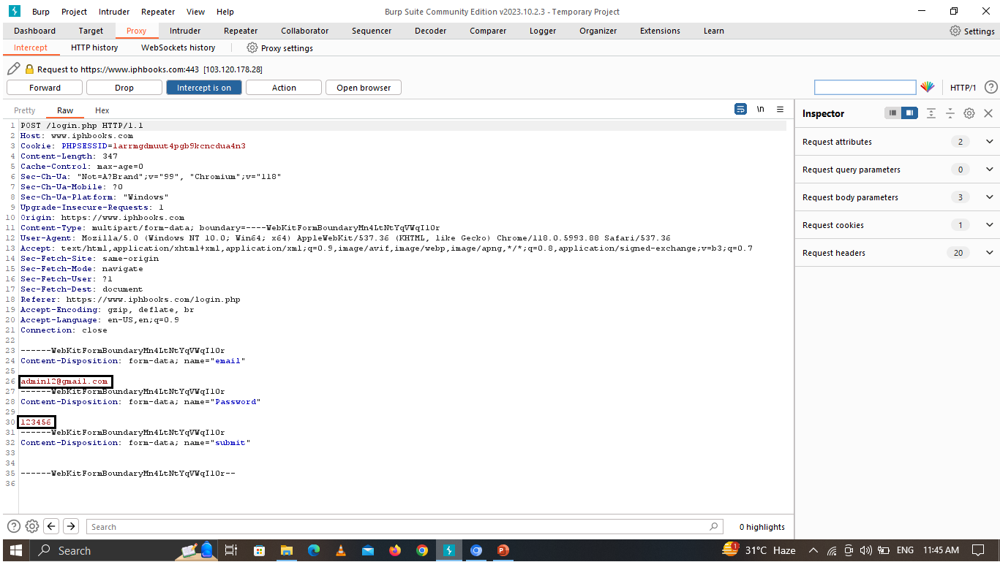 Burp Project Intruder Repeater View Help Burp Suite Community Edition v2023.10.2.3 - Temporary Project
Dashboard Target Proxy Intruder Repeater Collaborator Sequencer Decoder Comparer Logger Organizer Extensions Learn Settings
Intercept HTTP history WebSockets history Proxy settings
Request to https://www.iphbooks.com:443 [103.120.178.28]
Forward Drop Intercept is on Action Open browser HTTP/1 ?
Pretty Raw Hex \n
Inspector
Request attributes 2
Request query parameters 0
Request body parameters 3
Request cookies 1
Request headers 20
1 POST /login.php HTTP/1.1
2 Host: www.iphbooks.com
3 Cookie: PHPSESSID=larrmgdmuut4pgb9kcncdua4n3
4 Content-Length: 347
5 Cache-Control: max-age=0
6 Sec-Ch-Ua: "Not=A?Brand";v="99", "Chromium";v="118"
7 Sec-Ch-Ua-Mobile: ?0
8 Sec-Ch-Ua-Platform: "Windows"
9 Upgrade-Insecure-Requests: 1
10 Origin: https://www.iphbooks.com
11 Content-Type: multipart/form-data; boundary=----WebKitFormBoundaryMn4LtNtYqVWqI1Or
12 User-Agent: Mozilla/5.0 (Windows NT 10.0; Win64; x64) AppleWebKit/537.36 (KHTML, like Gecko) Chrome/118.0.5993.88 Safari/537.36
13 Accept: text/html,application/xhtml+xml,application/xml;q=0.9,image/avif,image/webp,image/apng,*/*;q=0.8,application/signed-exchange;v=b3;q=0.7
14 Sec-Fetch-Site: same-origin
15 Sec-Fetch-Mode: navigate
16 Sec-Fetch-User: ?1
17 Sec-Fetch-Dest: document
18 Referer: https://www.iphbooks.com/login.php
19 Accept-Encoding: gzip, deflate, br
20 Accept-Language: en-US,en;q=0.9
21 Connection: close
22
23 ------WebKitFormBoundaryMn4LtNtYqVWqI1Or
24 Content-Disposition: form-data; name="email"
25
26 admin12@gmail.com
27 ------WebKitFormBoundaryMn4LtNtYqVWqI1Or
28 Content-Disposition: form-data; name="Password"
29
30 123456
31 ------WebKitFormBoundaryMn4LtNtYqVWqI1Or
32 Content-Disposition: form-data; name="submit"
33
34
35 ------WebKitFormBoundaryMn4LtNtYqVWqI1Or--
36
? Search 0 highlights
Search 1 31°C Haze ENG 11:45 AM